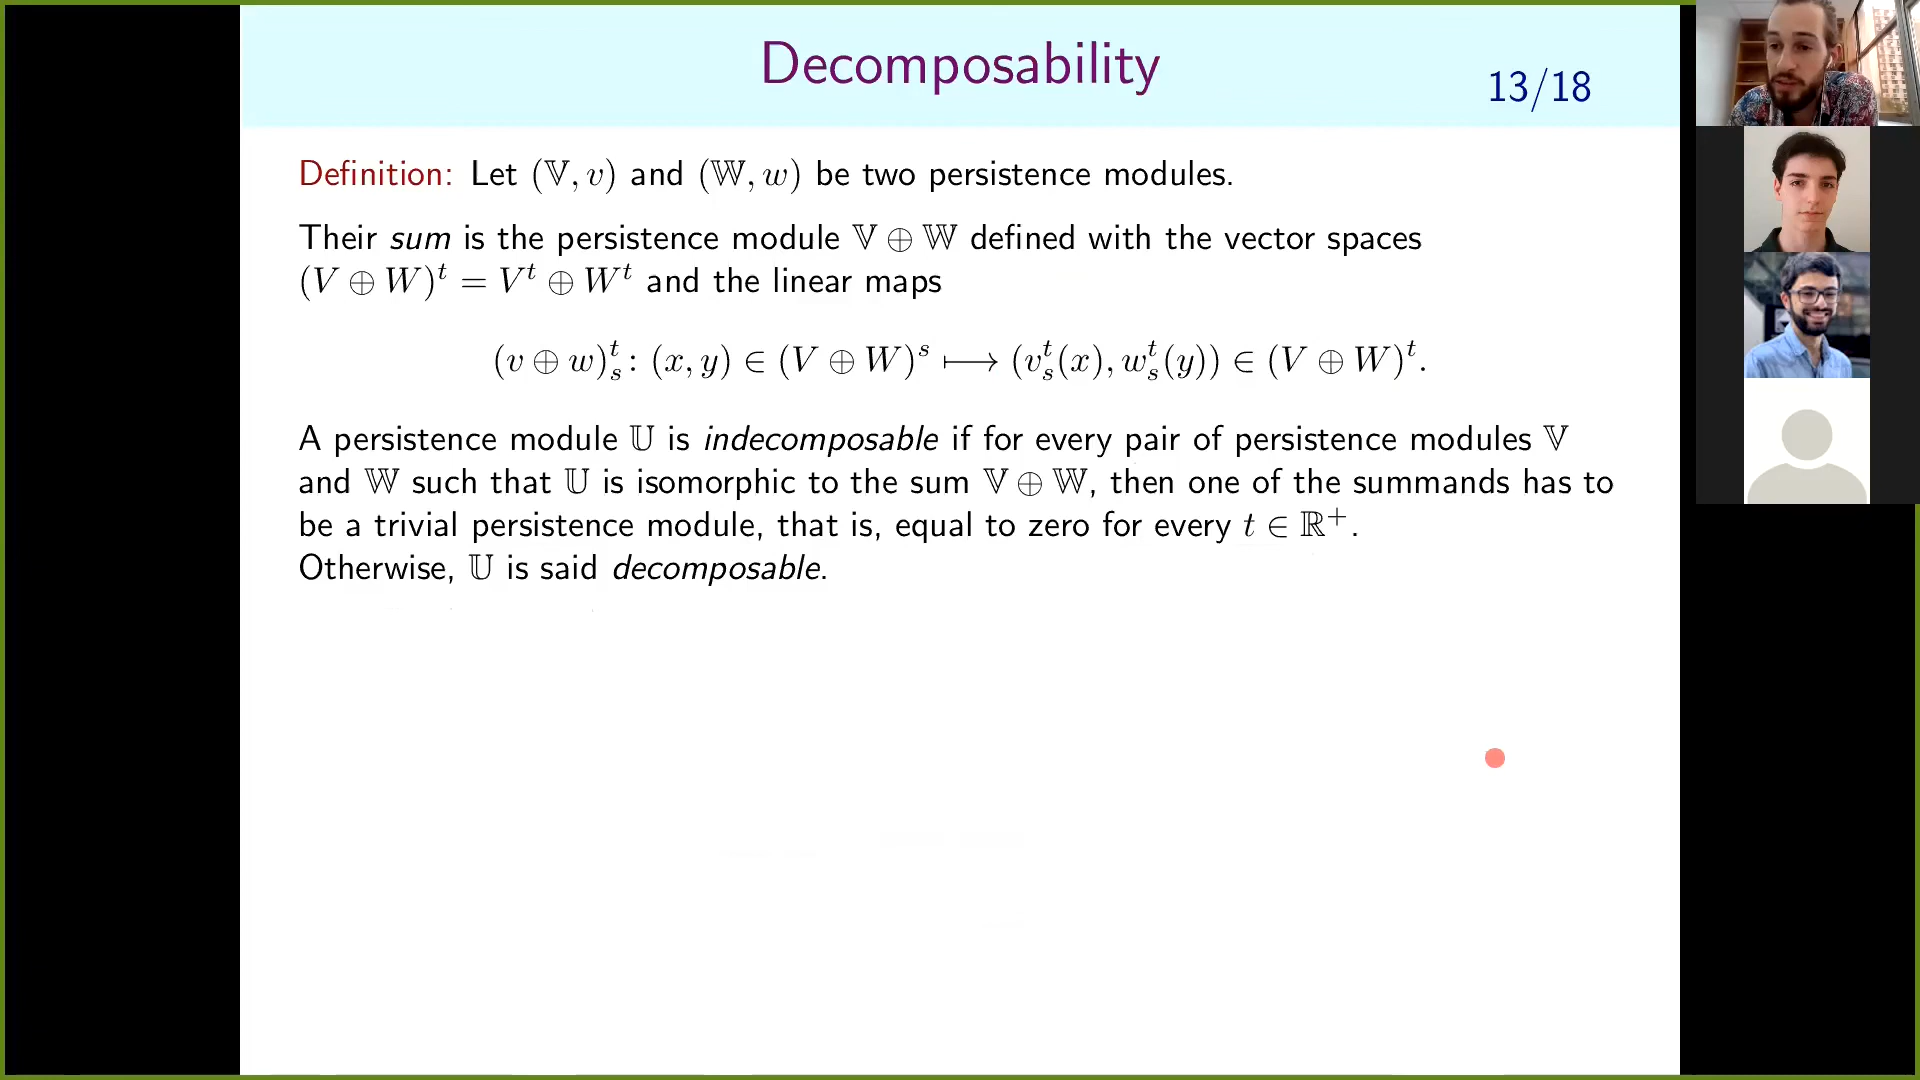 Decomposability
13/18
Definition: Let (𝕍, v) and (𝕎, w) be two persistence modules.
Their sum is the persistence module 𝕍 ⊕ 𝕎 defined with the vector spaces
(V ⊕ W)^t = V^t ⊕ W^t and the linear maps
(v ⊕ w)_s^t : (x, y) ∈ (V ⊕ W)^s ⟼ (v_s^t(x), w_s^t(y)) ∈ (V ⊕ W)^t.
A persistence module 𝕌 is indecomposable if for every pair of persistence modules 𝕍
and 𝕎 such that 𝕌 is isomorphic to the sum 𝕍 ⊕ 𝕎, then one of the summands has to
be a trivial persistence module, that is, equal to zero for every t ∈ ℝ^+.
Otherwise, 𝕌 is said decomposable.